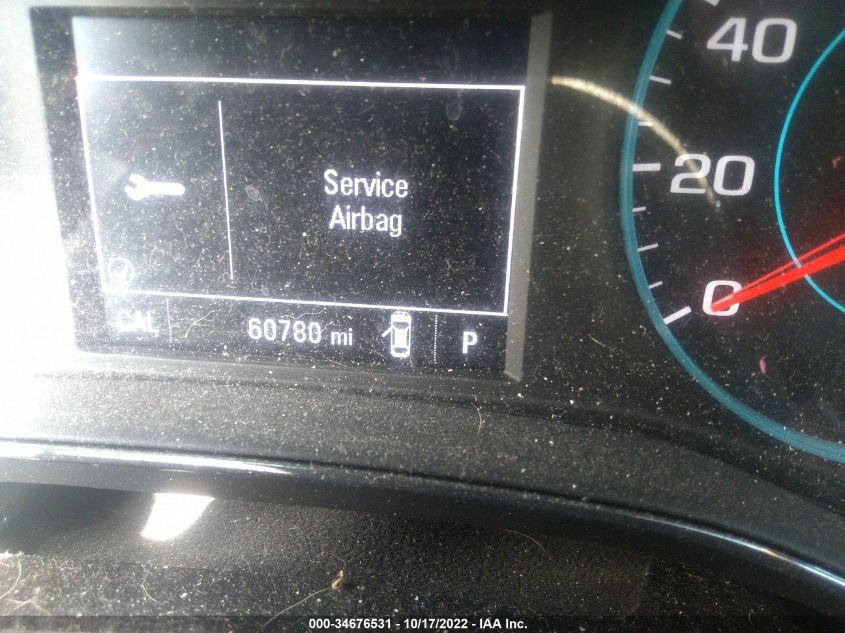 Service
Airbag
CAL
60780 mi
P
40
20
0
000-34676531 - 10/17/2022 - IAA Inc.